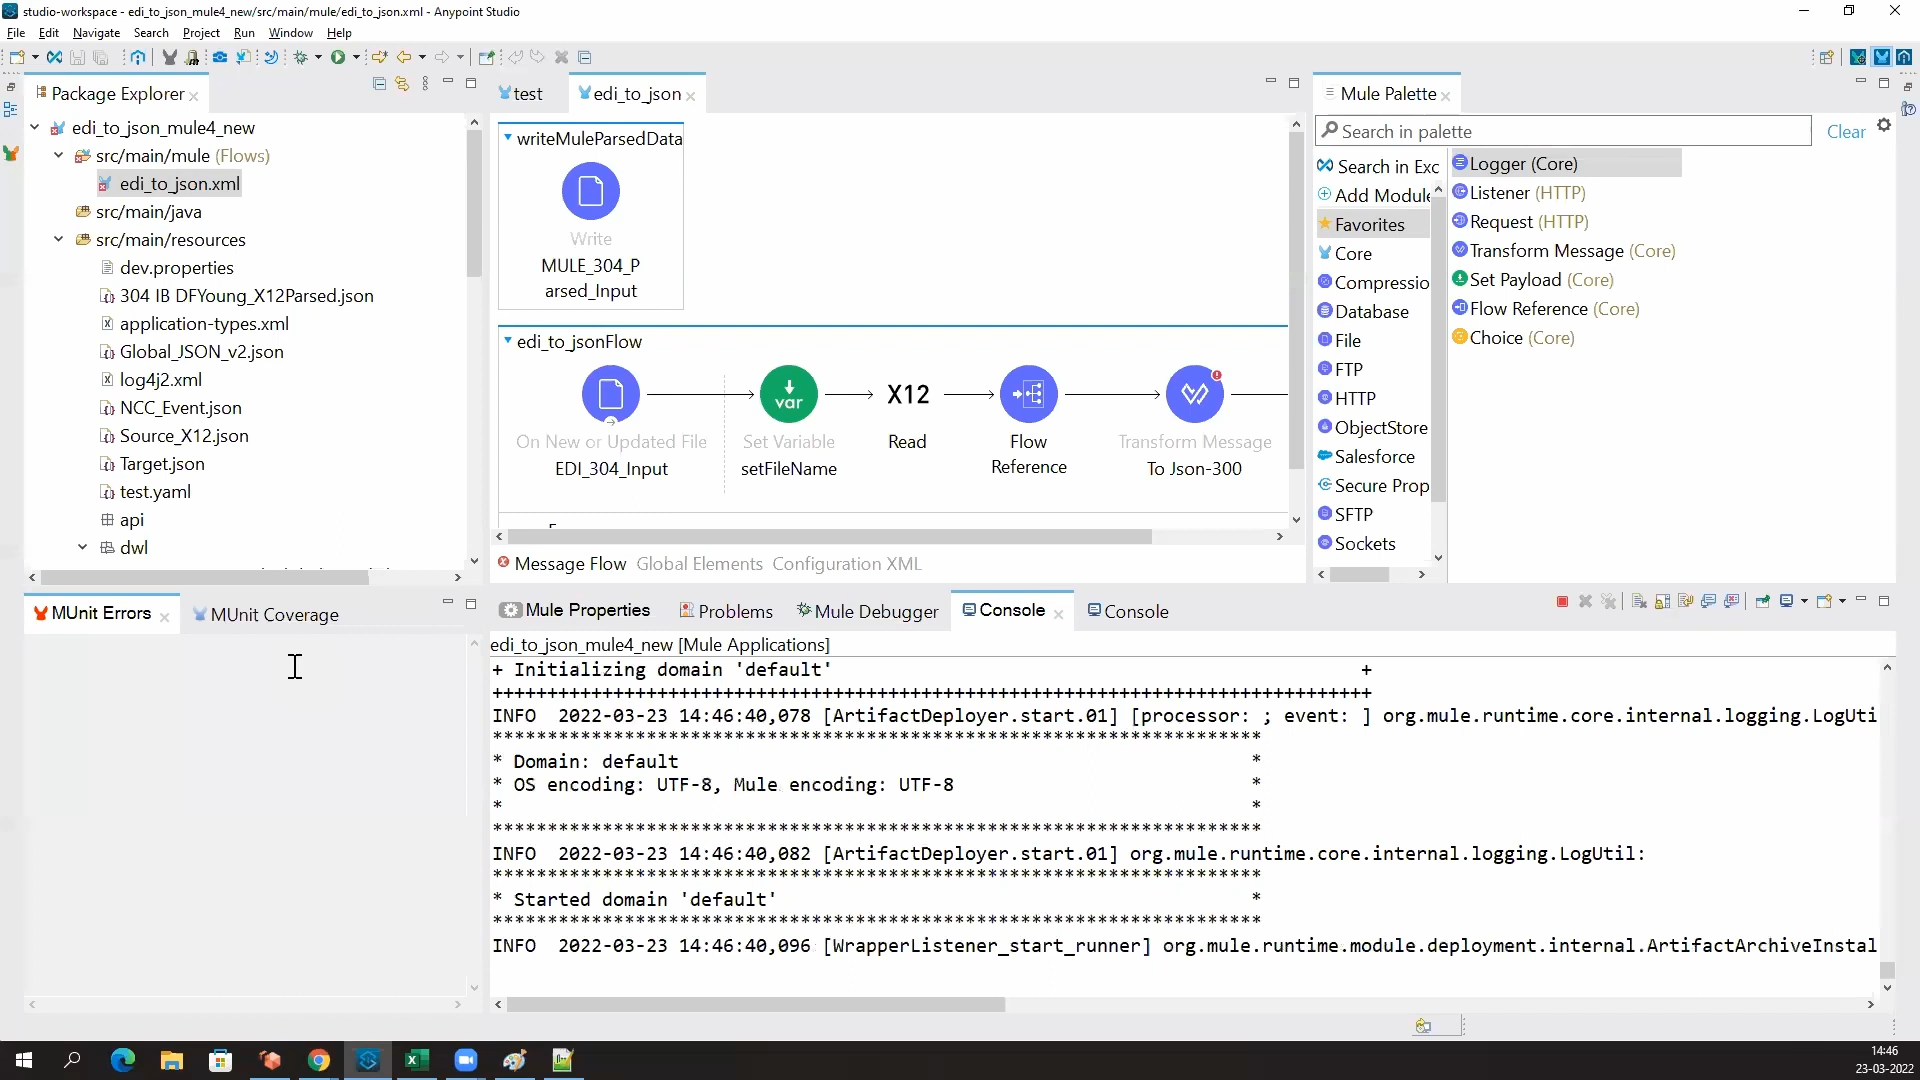 studio-workspace - edi_to_json_mule4_new/src/main/mule/edi_to_json.xml - Anypoint Studio
File Edit Navigate Search Project Run Window Help
Package Explorer
edi_to_json_mule4_new
src/main/mule (Flows)
edi_to_json.xml
src/main/java
src/main/resources
dev.properties
304 IB DFYoung_X12Parsed.json
application-types.xml
Global_JSON_v2.json
log4j2.xml
NCC_Event.json
Source_X12.json
Target.json
test.yaml
api
dwl
test
edi_to_json
writeMuleParsedData
Write
MULE_304_P
arsed_Input
edi_to_jsonFlow
On New or Updated File
EDI_304_Input
var
Set Variable
setFileName
X12
Read
Flow
Reference
Transform Message
To Json-300
Message Flow Global Elements Configuration XML
Mule Palette
Search in palette
Clear
Search in Exc
Add Module
Favorites
Core
Compressio
Database
File
FTP
HTTP
ObjectStore
Salesforce
Secure Prop
SFTP
Sockets
Logger (Core)
Listener (HTTP)
Request (HTTP)
Transform Message (Core)
Set Payload (Core)
Flow Reference (Core)
Choice (Core)
MUnit Errors
MUnit Coverage
Mule Properties
Problems
Mule Debugger
Console
Console
edi_to_json_mule4_new [Mule Applications]
+ Initializing domain 'default' +
++++++++++++++++++++++++++++++++++++++++++++++++++++++++++++++++++++++++++++++++
INFO 2022-03-23 14:46:40,078 [ArtifactDeployer.start.01] [processor: ; event: ] org.mule.runtime.core.internal.logging.LogUti
**********************************************************************
* Domain: default *
* OS encoding: UTF-8, Mule encoding: UTF-8 *
* *
**********************************************************************
INFO 2022-03-23 14:46:40,082 [ArtifactDeployer.start.01] org.mule.runtime.core.internal.logging.LogUtil:
**********************************************************************
* Started domain 'default' *
**********************************************************************
INFO 2022-03-23 14:46:40,096 [WrapperListener_start_runner] org.mule.runtime.module.deployment.internal.ArtifactArchiveInstal
14:46
23-03-2022